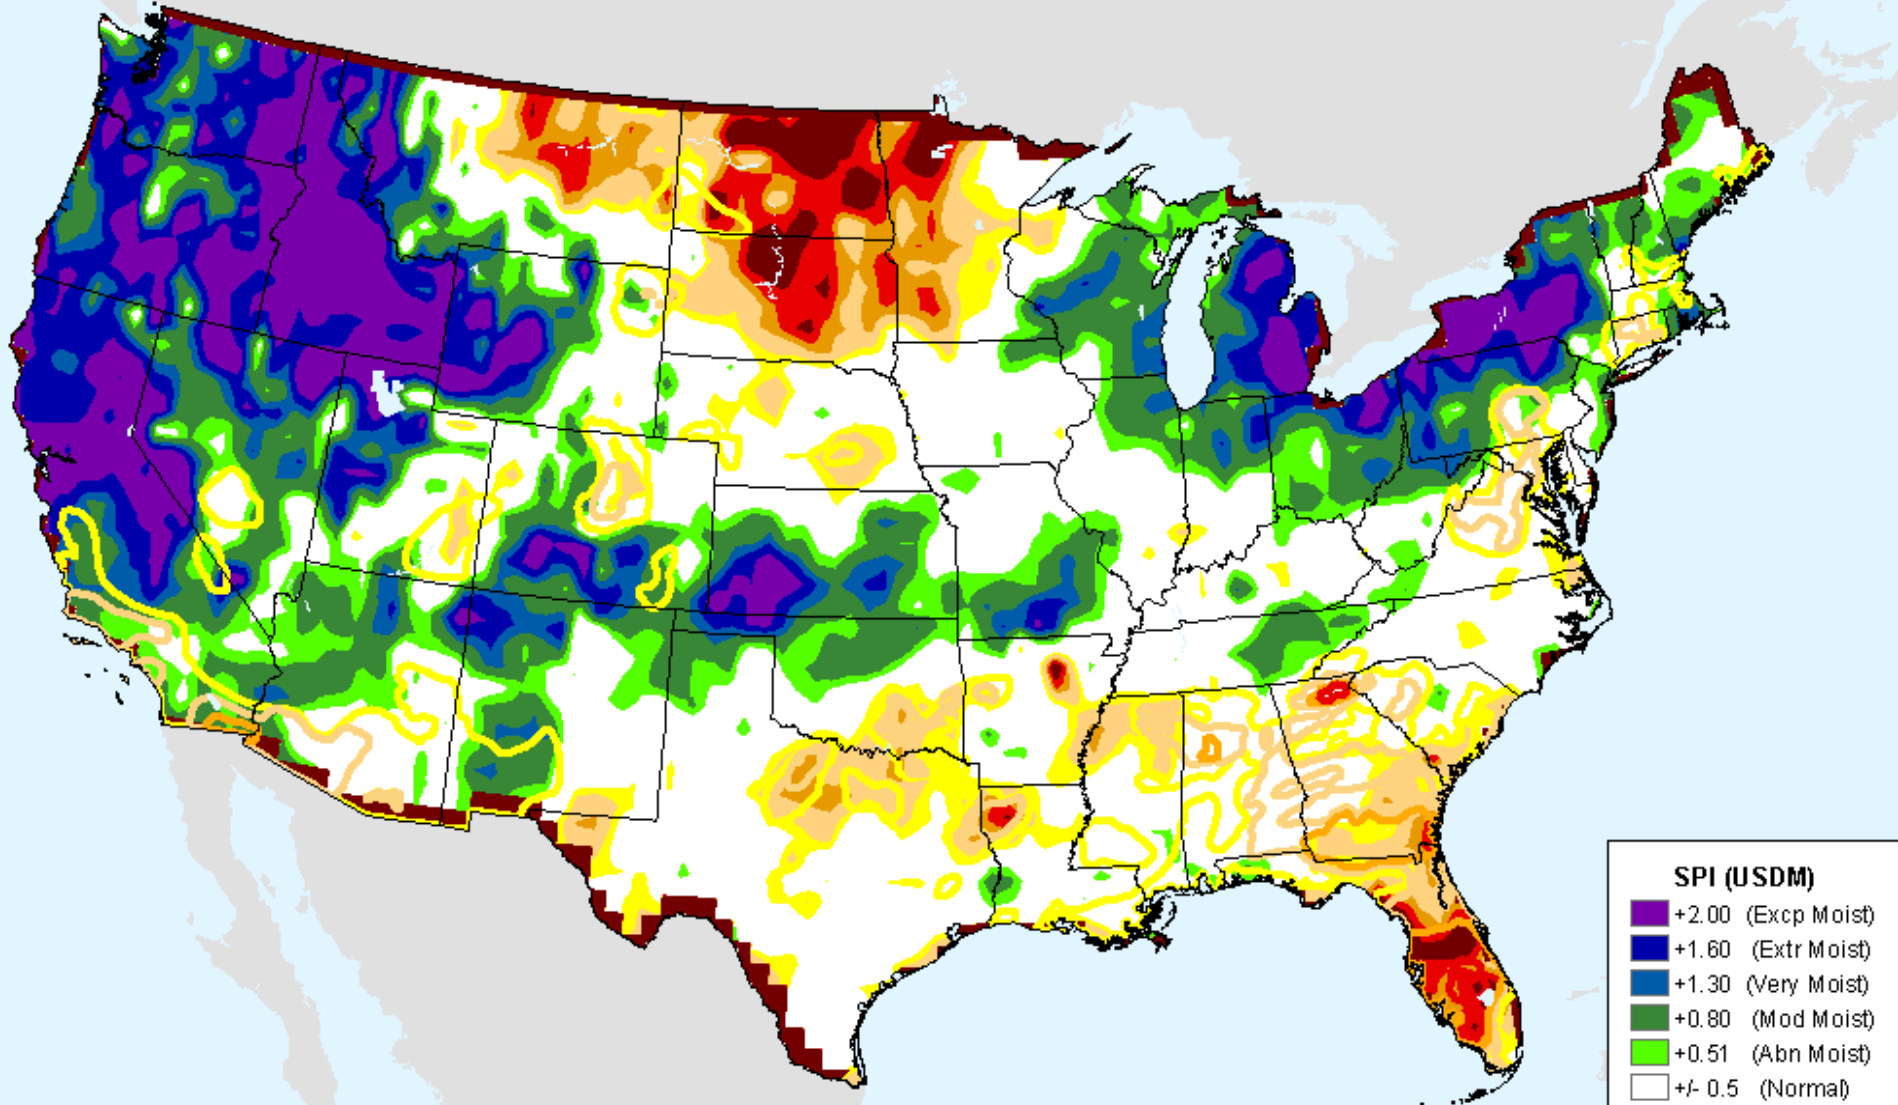 SPI (USDM)
+2.00 (Excp Moist)
+1.60 (Extr Moist)
+1.30 (Very Moist)
+0.80 (Mod Moist)
+0.51 (Abn Moist)
+/- 0.5 (Normal)